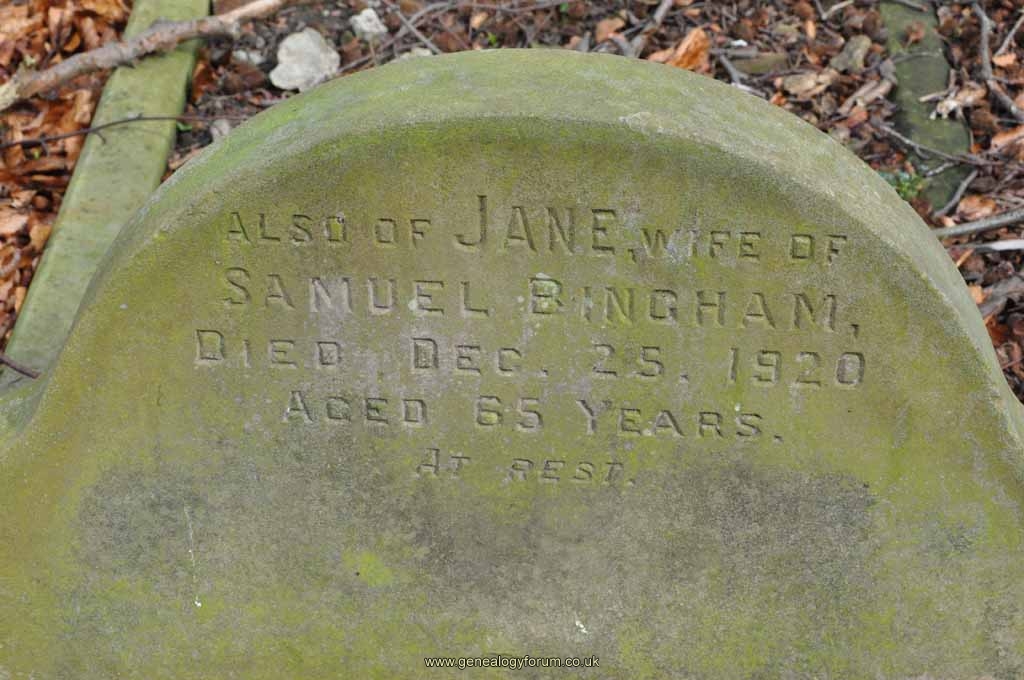 ALSO OF JANE, WIFE OF
SAMUEL BINGHAM,
DIED DEC. 25, 1920
AGED 65 YEARS.
AT REST.
www.genealogyforum.co.uk